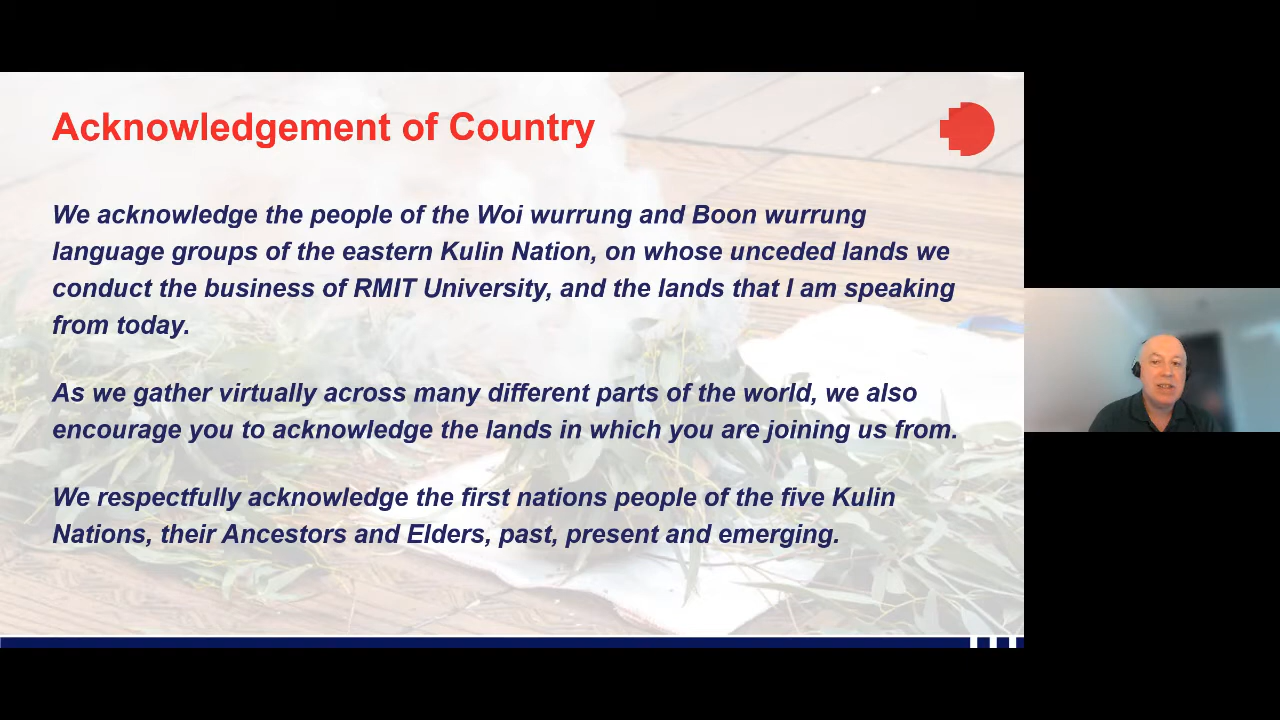 Acknowledgement of Country
We acknowledge the people of the Woi wurrung and Boon wurrung
language groups of the eastern Kulin Nation, on whose unceded lands we
conduct the business of RMIT University, and the lands that I am speaking
from today.
As we gather virtually across many different parts of the world, we also
encourage you to acknowledge the lands in which you are joining us from.
We respectfully acknowledge the first nations people of the five Kulin
Nations, their Ancestors and Elders, past, present and emerging.